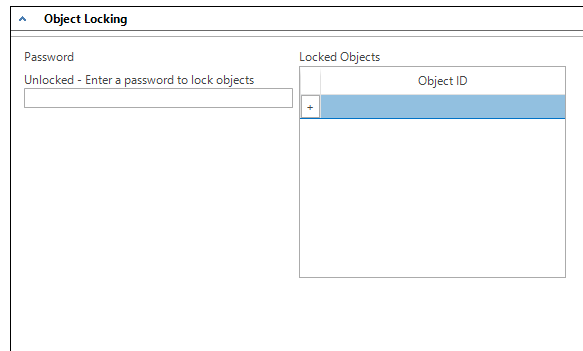 Object Locking
Password
Unlocked - Enter a password to lock objects
Locked Objects
Object ID
+